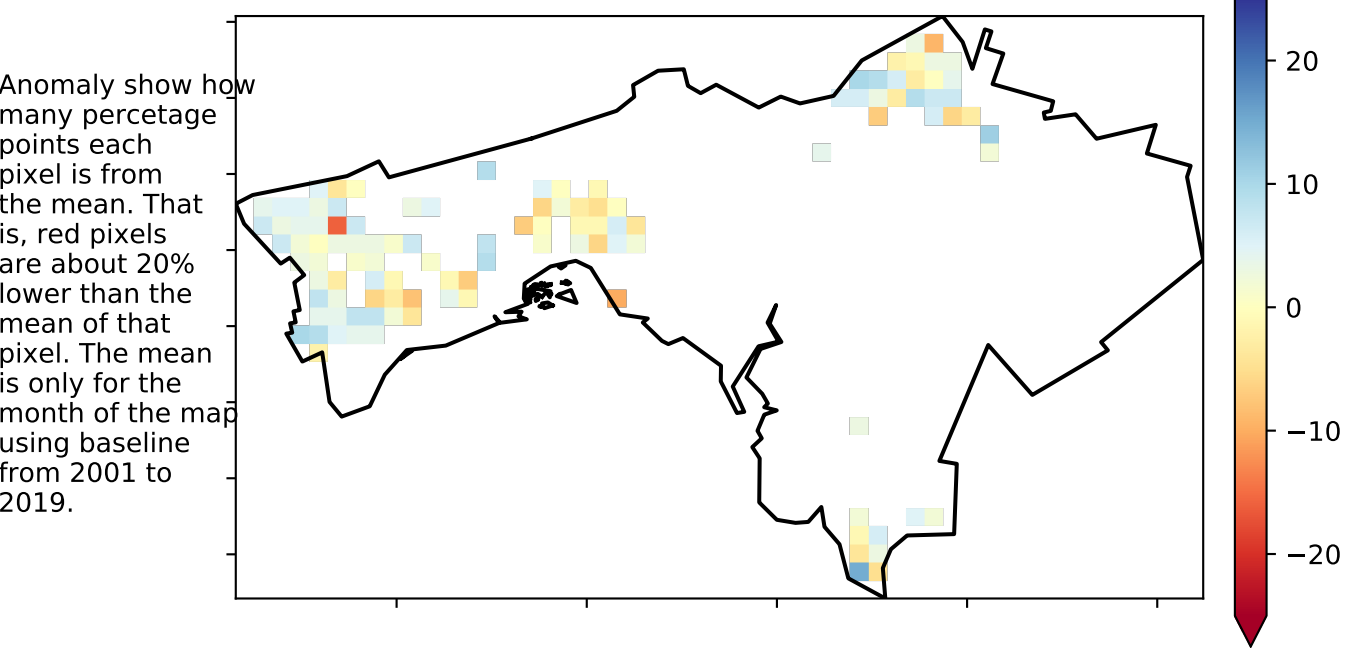 Anomaly show how
many percetage
points each
pixel is from
the mean. That
is, red pixels
are about 20%
lower than the
mean of that
pixel. The mean
is only for the
month of the map
using baseline
from 2001 to
2019.
20
10
0
−10
−20